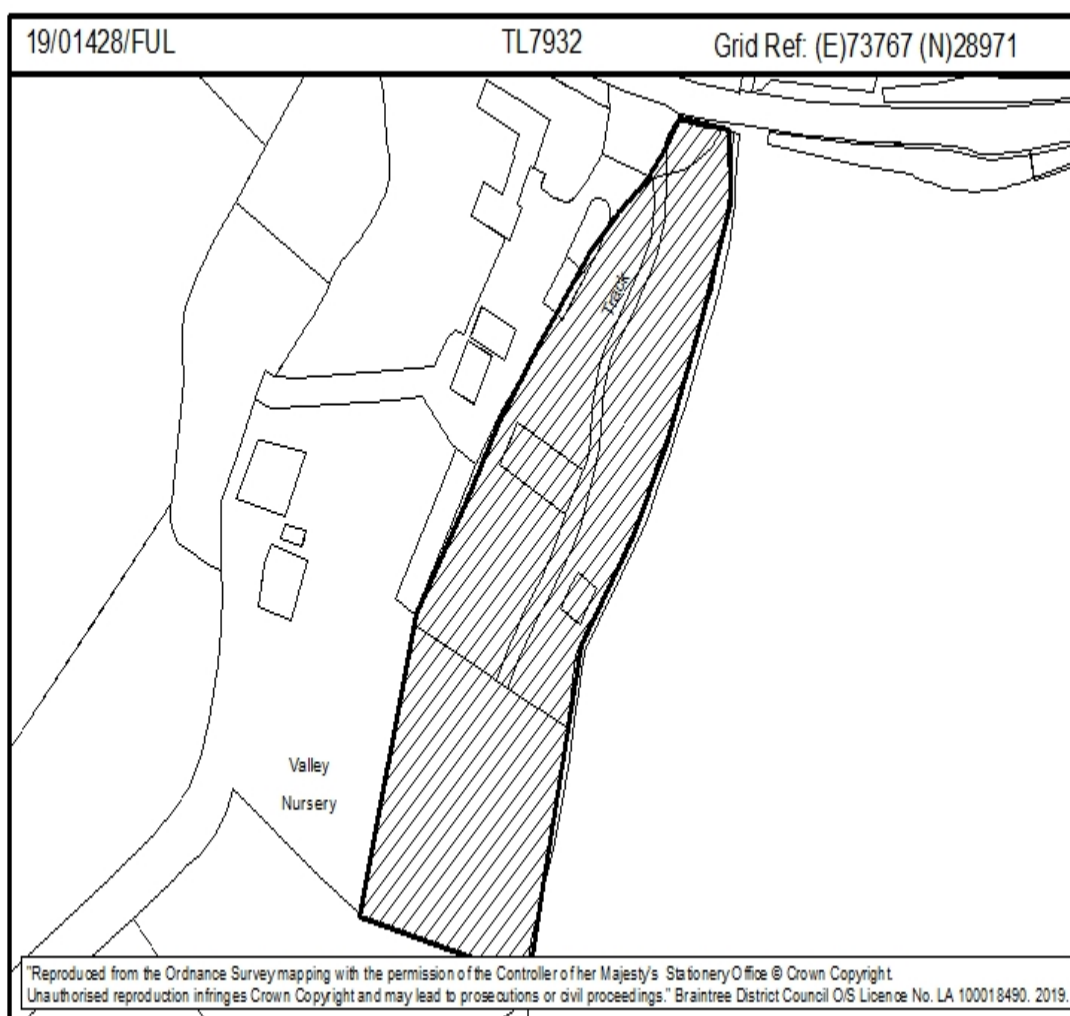 19/01428/FUL TL7932 Grid Ref: (E)73767 (N)28971
Track
Valley
Nursery
"Reproduced from the Ordnance Survey mapping with the permission of the Controller of her Majesty's Stationery Office © Crown Copyright.
Unauthorised reproduction infringes Crown Copyright and may lead to prosecutions or civil proceedings." Braintree District Council O/S Licence No. LA 100018490. 2019.